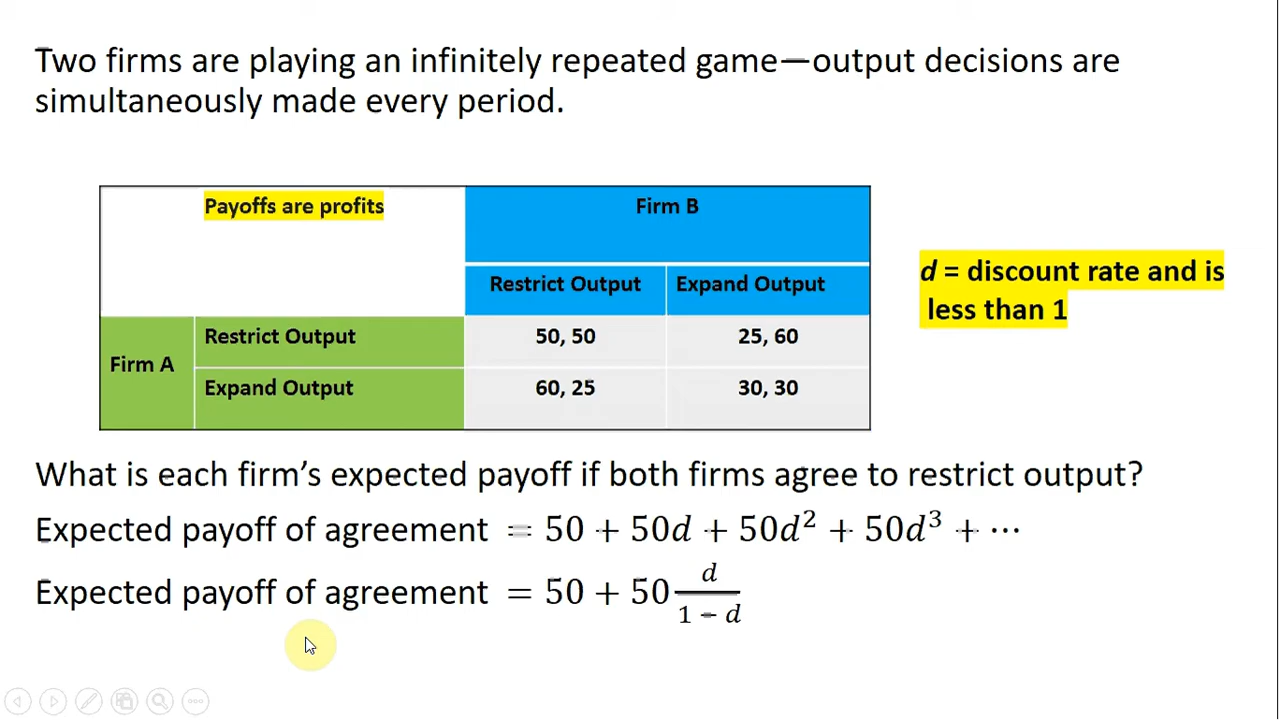 Two firms are playing an infinitely repeated game—output decisions are
simultaneously made every period.
Payoffs are profits
Firm B
Restrict Output
Expand Output
Firm A
Restrict Output
50, 50
25, 60
Expand Output
60, 25
30, 30
d = discount rate and is
less than 1
What is each firm's expected payoff if both firms agree to restrict output?
Expected payoff of agreement = 50 + 50d + 50d² + 50d³ + ⋯
Expected payoff of agreement = 50 + 50 d/(1 − d)